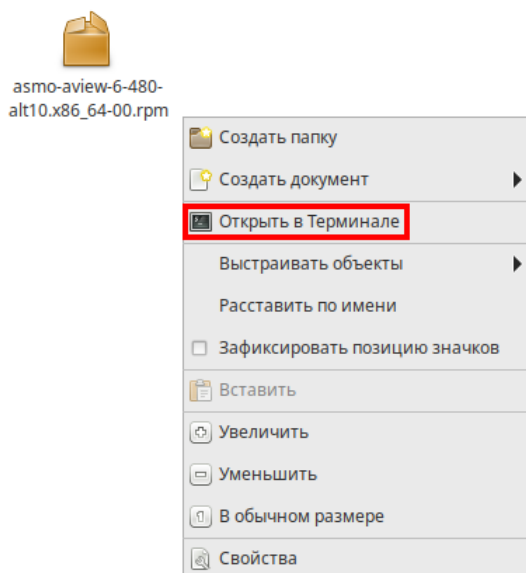 asmo-aview-6-480-
alt10.x86_64-00.rpm
Создать папку
Создать документ
Открыть в Терминале
Выстраивать объекты
Расставить по имени
Зафиксировать позицию значков
Вставить
Увеличить
Уменьшить
В обычном размере
Свойства